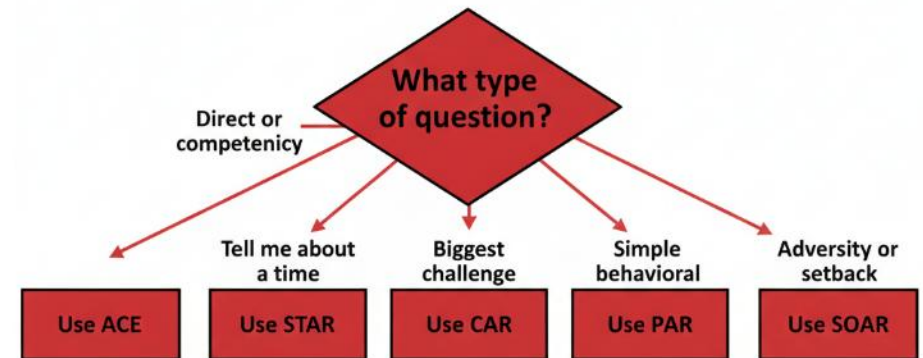 What type
of question?
Direct or
competenicy
Tell me about
a time
Biggest
challenge
Simple
behavioral
Adversity or
setback
Use ACE
Use STAR
Use CAR
Use PAR
Use SOAR